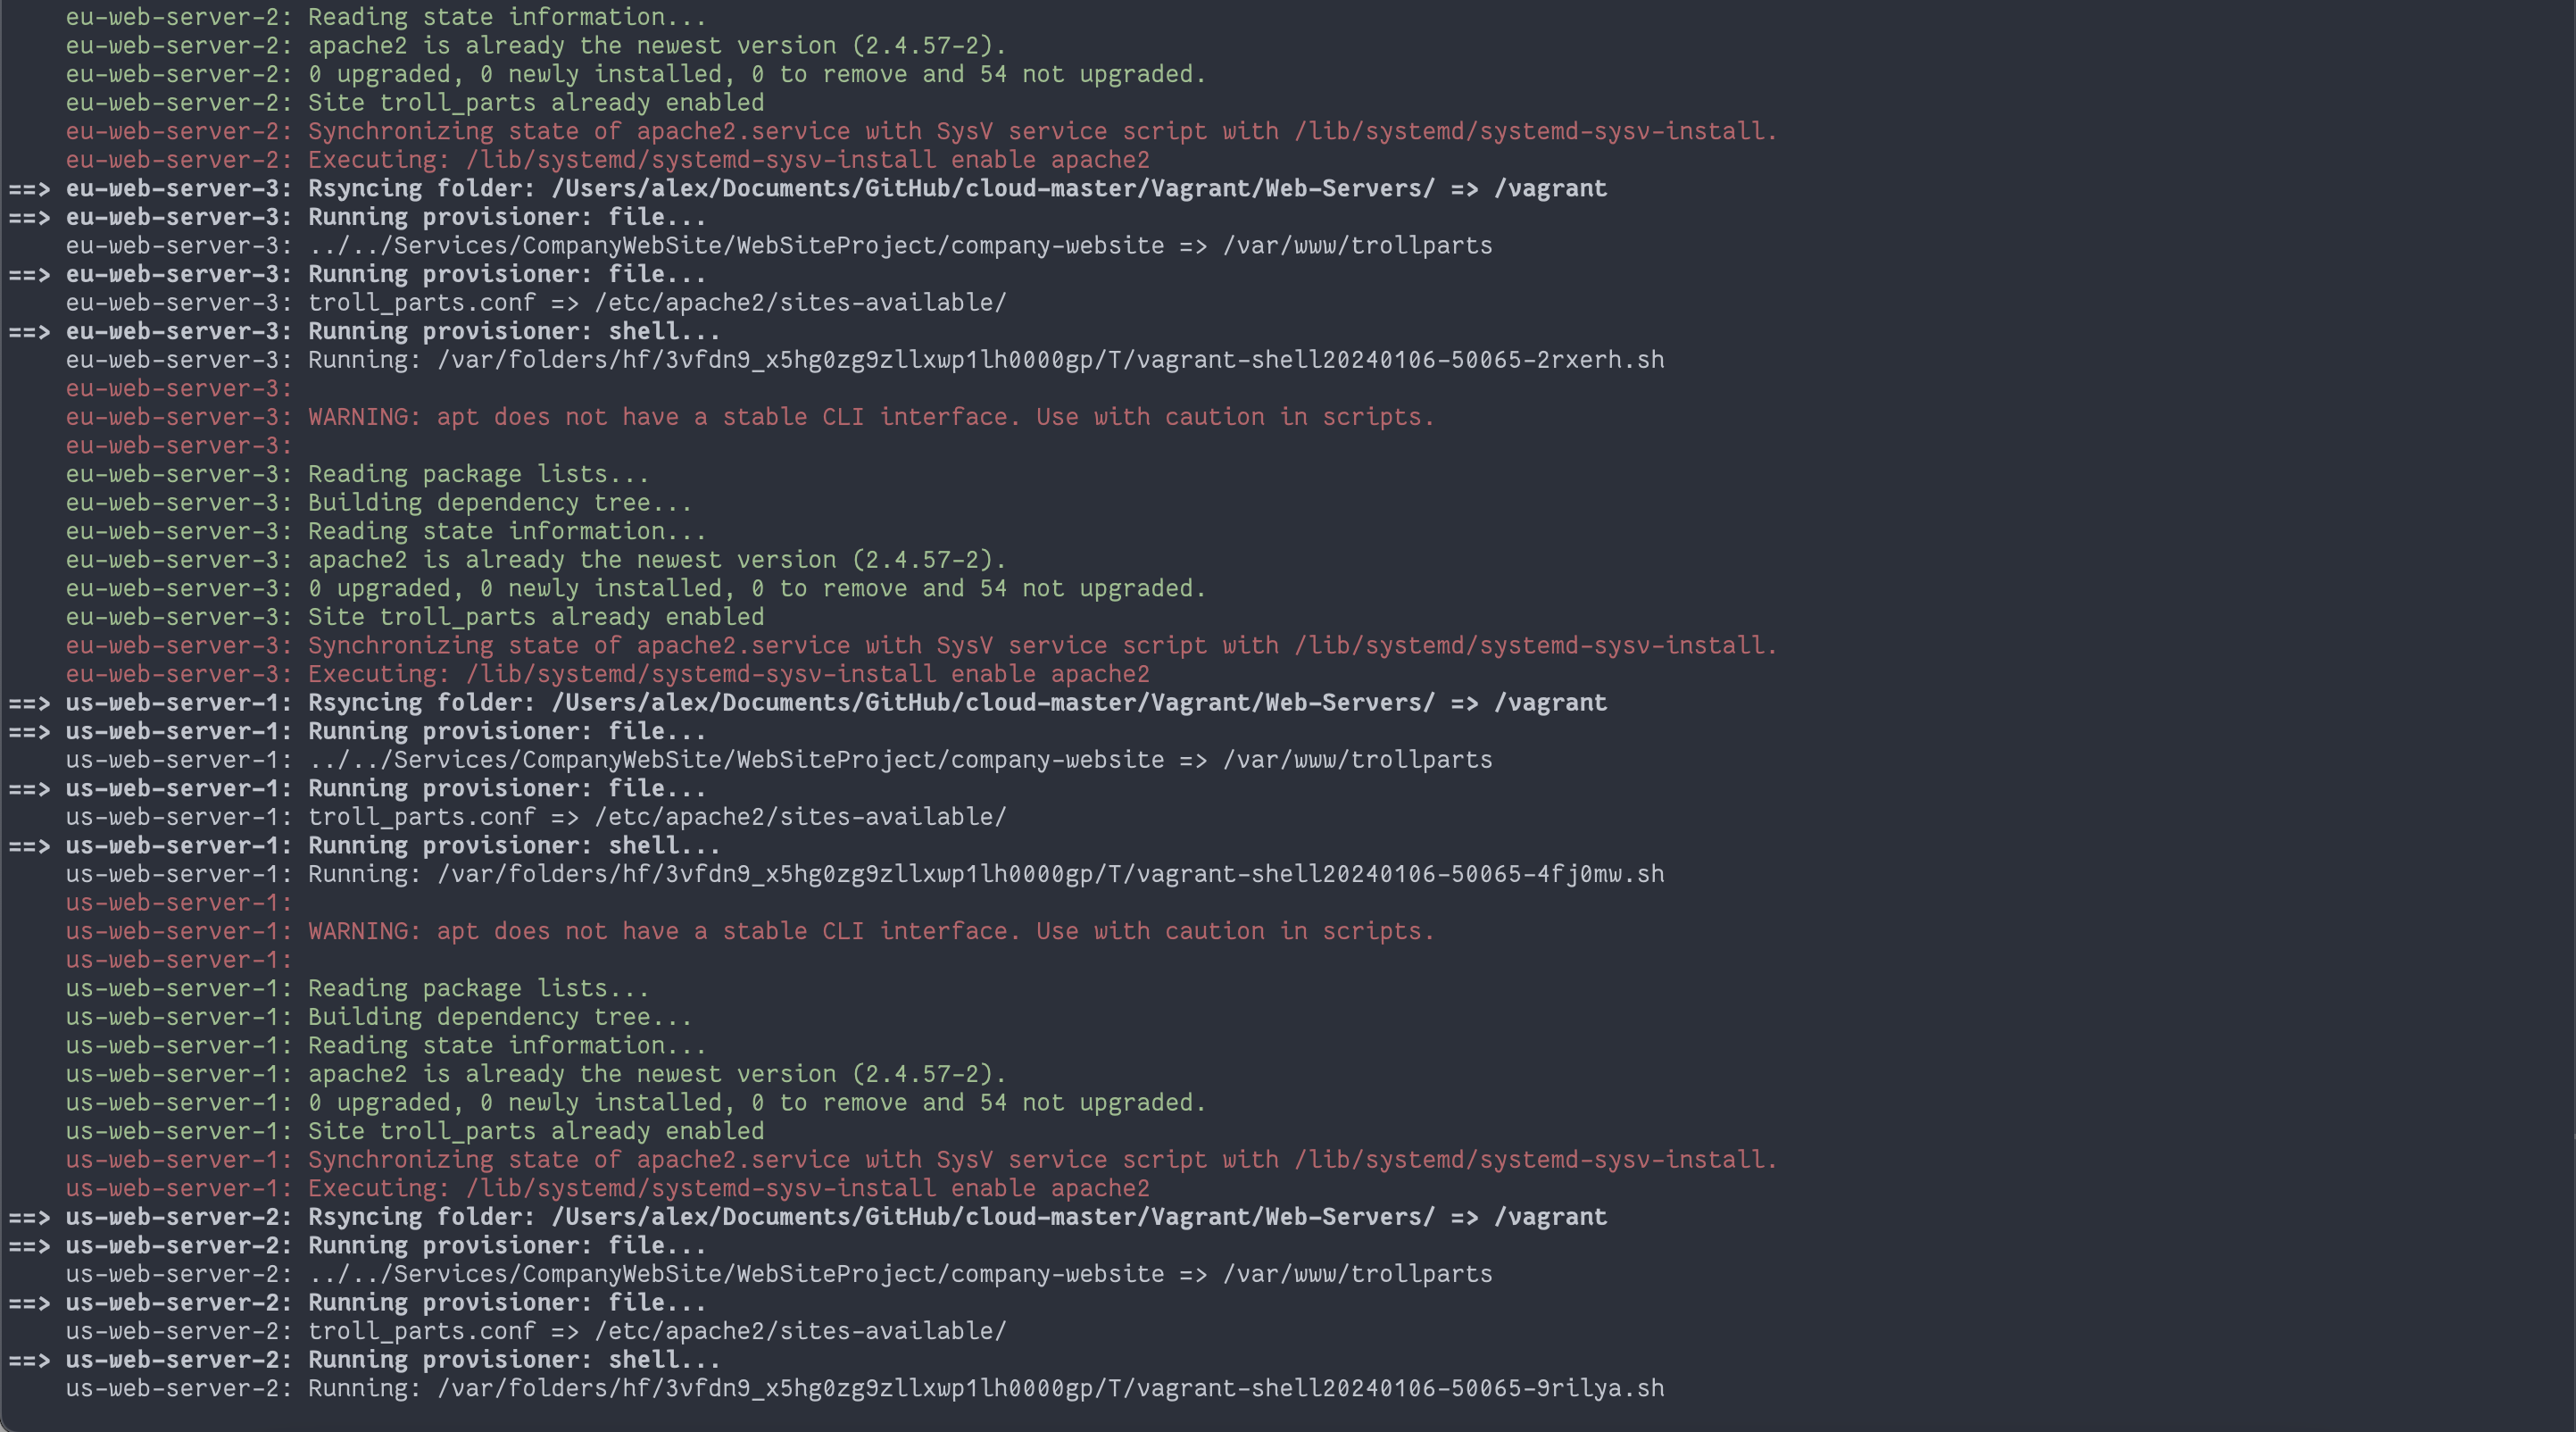 eu-web-server-2: Reading state information...
eu-web-server-2: apache2 is already the newest version (2.4.57-2).
eu-web-server-2: 0 upgraded, 0 newly installed, 0 to remove and 54 not upgraded.
eu-web-server-2: Site troll_parts already enabled
eu-web-server-2: Synchronizing state of apache2.service with SysV service script with /lib/systemd/systemd-sysv-install.
eu-web-server-2: Executing: /lib/systemd/systemd-sysv-install enable apache2
==> eu-web-server-3: Rsyncing folder: /Users/alex/Documents/GitHub/cloud-master/Vagrant/Web-Servers/ => /vagrant
==> eu-web-server-3: Running provisioner: file...
eu-web-server-3: ../../Services/CompanyWebSite/WebSiteProject/company-website => /var/www/trollparts
==> eu-web-server-3: Running provisioner: file...
eu-web-server-3: troll_parts.conf => /etc/apache2/sites-available/
==> eu-web-server-3: Running provisioner: shell...
eu-web-server-3: Running: /var/folders/hf/3vfdn9_x5hg0zg9zllxwp1lh0000gp/T/vagrant-shell20240106-50065-2rxerh.sh
eu-web-server-3:
eu-web-server-3: WARNING: apt does not have a stable CLI interface. Use with caution in scripts.
eu-web-server-3:
eu-web-server-3: Reading package lists...
eu-web-server-3: Building dependency tree...
eu-web-server-3: Reading state information...
eu-web-server-3: apache2 is already the newest version (2.4.57-2).
eu-web-server-3: 0 upgraded, 0 newly installed, 0 to remove and 54 not upgraded.
eu-web-server-3: Site troll_parts already enabled
eu-web-server-3: Synchronizing state of apache2.service with SysV service script with /lib/systemd/systemd-sysv-install.
eu-web-server-3: Executing: /lib/systemd/systemd-sysv-install enable apache2
==> us-web-server-1: Rsyncing folder: /Users/alex/Documents/GitHub/cloud-master/Vagrant/Web-Servers/ => /vagrant
==> us-web-server-1: Running provisioner: file...
us-web-server-1: ../../Services/CompanyWebSite/WebSiteProject/company-website => /var/www/trollparts
==> us-web-server-1: Running provisioner: file...
us-web-server-1: troll_parts.conf => /etc/apache2/sites-available/
==> us-web-server-1: Running provisioner: shell...
us-web-server-1: Running: /var/folders/hf/3vfdn9_x5hg0zg9zllxwp1lh0000gp/T/vagrant-shell20240106-50065-4fj0mw.sh
us-web-server-1:
us-web-server-1: WARNING: apt does not have a stable CLI interface. Use with caution in scripts.
us-web-server-1:
us-web-server-1: Reading package lists...
us-web-server-1: Building dependency tree...
us-web-server-1: Reading state information...
us-web-server-1: apache2 is already the newest version (2.4.57-2).
us-web-server-1: 0 upgraded, 0 newly installed, 0 to remove and 54 not upgraded.
us-web-server-1: Site troll_parts already enabled
us-web-server-1: Synchronizing state of apache2.service with SysV service script with /lib/systemd/systemd-sysv-install.
us-web-server-1: Executing: /lib/systemd/systemd-sysv-install enable apache2
==> us-web-server-2: Rsyncing folder: /Users/alex/Documents/GitHub/cloud-master/Vagrant/Web-Servers/ => /vagrant
==> us-web-server-2: Running provisioner: file...
us-web-server-2: ../../Services/CompanyWebSite/WebSiteProject/company-website => /var/www/trollparts
==> us-web-server-2: Running provisioner: file...
us-web-server-2: troll_parts.conf => /etc/apache2/sites-available/
==> us-web-server-2: Running provisioner: shell...
us-web-server-2: Running: /var/folders/hf/3vfdn9_x5hg0zg9zllxwp1lh0000gp/T/vagrant-shell20240106-50065-9rilya.sh